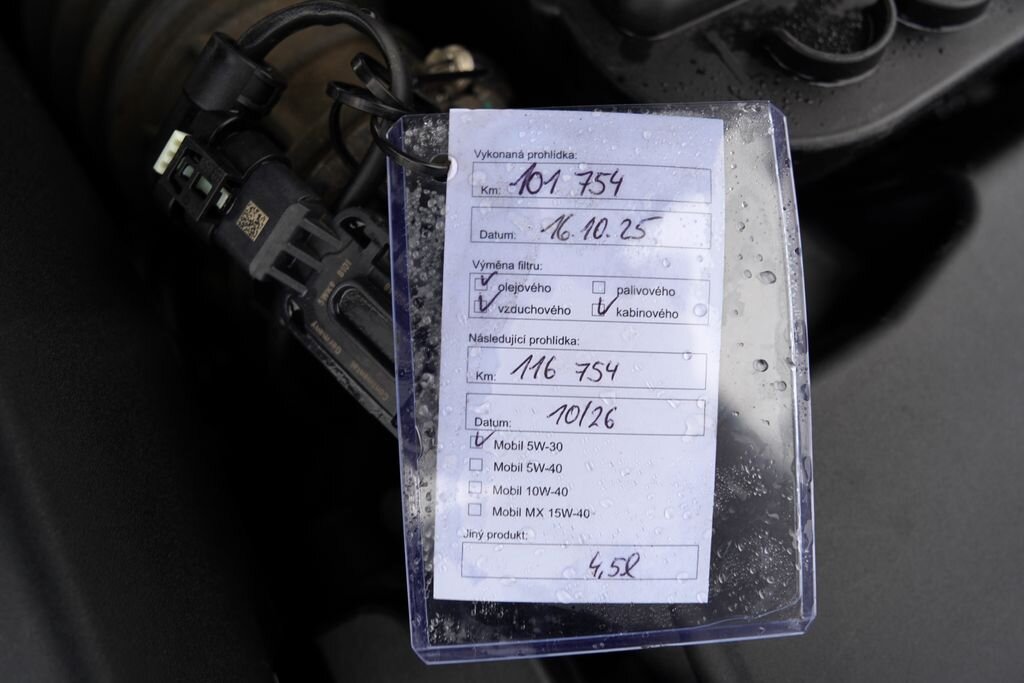 Vykonaná prohlídka:
Km: 101 754
Datum: 16.10.25
Výměna filtru:
olejového palivového
vzduchového kabinového
Následující prohlídka:
Km: 116 754
Datum: 10/26
Mobil 5W-30
Mobil 5W-40
Mobil 10W-40
Mobil MX 15W-40
Jiný produkt:
4,5l
Germany